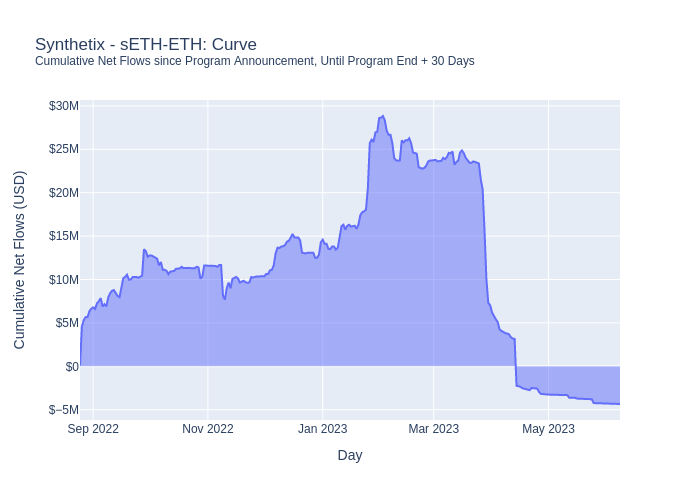 Synthetix - sETH-ETH: Curve
Cumulative Net Flows since Program Announcement, Until Program End + 30 Days
Cumulative Net Flows (USD)
$30M
$25M
$20M
$15M
$10M
$5M
$0
$−5M
Sep 2022 Nov 2022 Jan 2023 Mar 2023 May 2023
Day